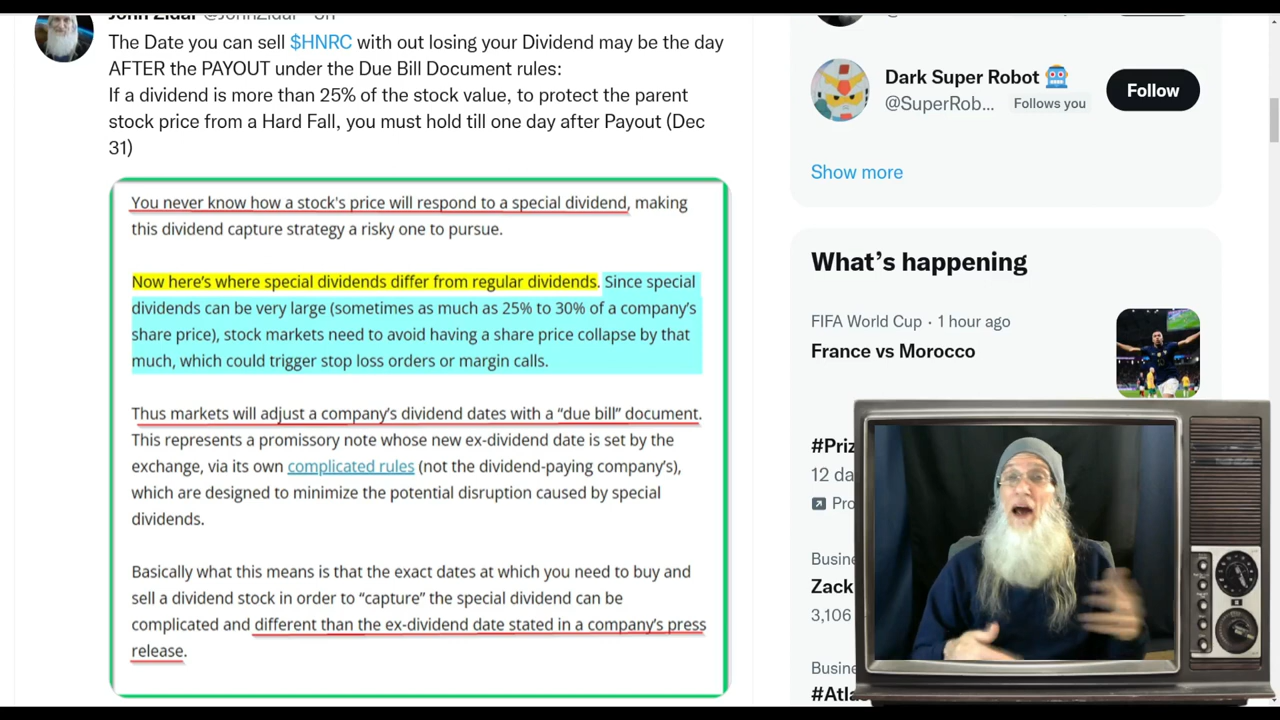 John Zidar @JohnZidar · 5h
The Date you can sell $HNRC with out losing your Dividend may be the day
AFTER the PAYOUT under the Due Bill Document rules:
If a dividend is more than 25% of the stock value, to protect the parent
stock price from a Hard Fall, you must hold till one day after Payout (Dec
31)
You never know how a stock's price will respond to a special dividend, making
this dividend capture strategy a risky one to pursue.
Now here's where special dividends differ from regular dividends. Since special
dividends can be very large (sometimes as much as 25% to 30% of a company's
share price), stock markets need to avoid having a share price collapse by that
much, which could trigger stop loss orders or margin calls.
Thus markets will adjust a company's dividend dates with a “due bill” document.
This represents a promissory note whose new ex-dividend date is set by the
exchange, via its own complicated rules (not the dividend-paying company's),
which are designed to minimize the potential disruption caused by special
dividends.
Basically what this means is that the exact dates at which you need to buy and
sell a dividend stock in order to “capture” the special dividend can be
complicated and different than the ex-dividend date stated in a company's press
release.
Dark Super Robot
@SuperRob... Follows you
Follow
Show more
What's happening
FIFA World Cup · 1 hour ago
France vs Morocco
#Priz
12 da
Pro
Busine
Zack
3,106
Busine
#Atla